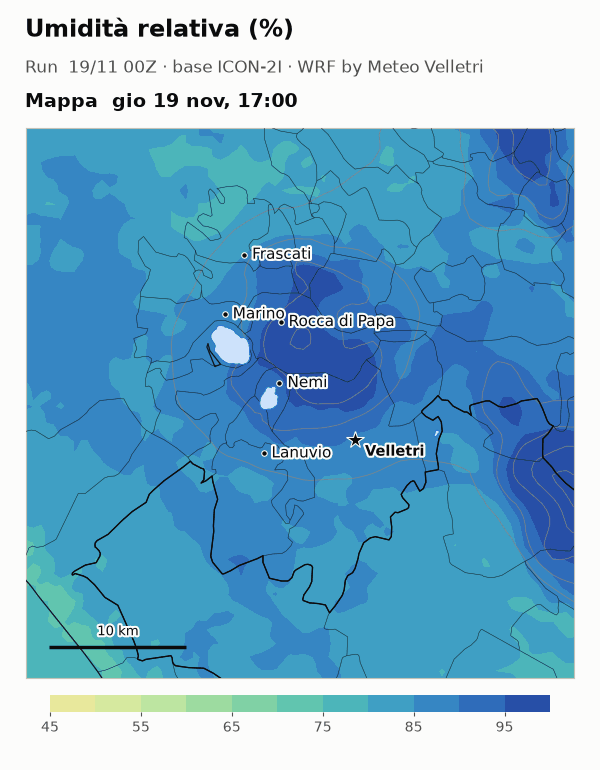 Umidità relativa (%)
Run  19/11 00Z · base ICON-2I · WRF by Meteo Velletri
Mappa  gio 19 nov, 17:00
Frascati
Marino
Rocca di Papa
Nemi
Velletri
Lanuvio
10 km
45 55 65 75 85 95